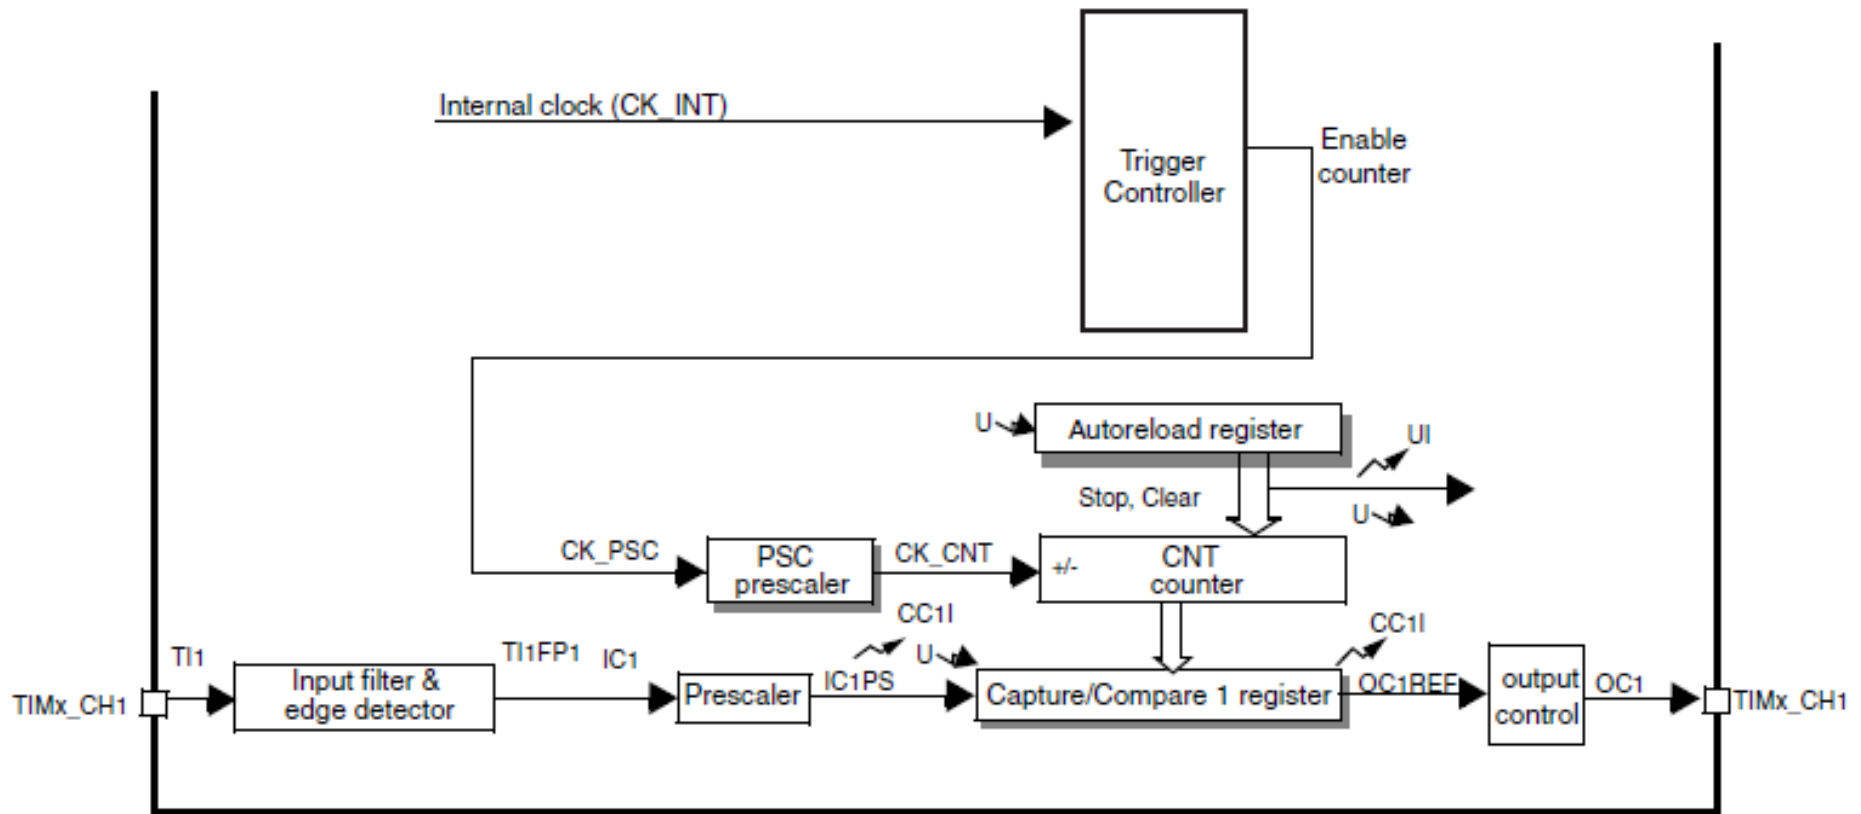 Internal clock (CK_INT)
Trigger
Controller
Enable
counter
U
Autoreload register
UI
Stop, Clear
U
CK_PSC
PSC
prescaler
CK_CNT
+/-
CNT
counter
CC1I
CC1I
TI1
TI1FP1
IC1
U
TIMx_CH1
Input filter &
edge detector
Prescaler
IC1PS
Capture/Compare 1 register
OC1REF
output
control
OC1
TIMx_CH1